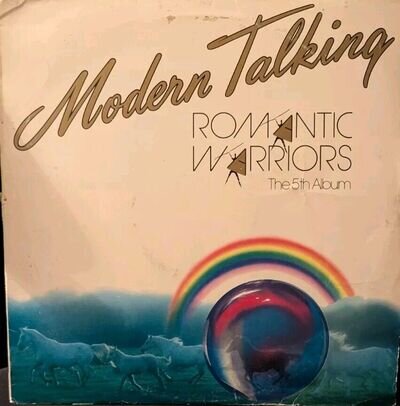 Modern Talking
ROMANTIC
WARRIORS
The 5th Album